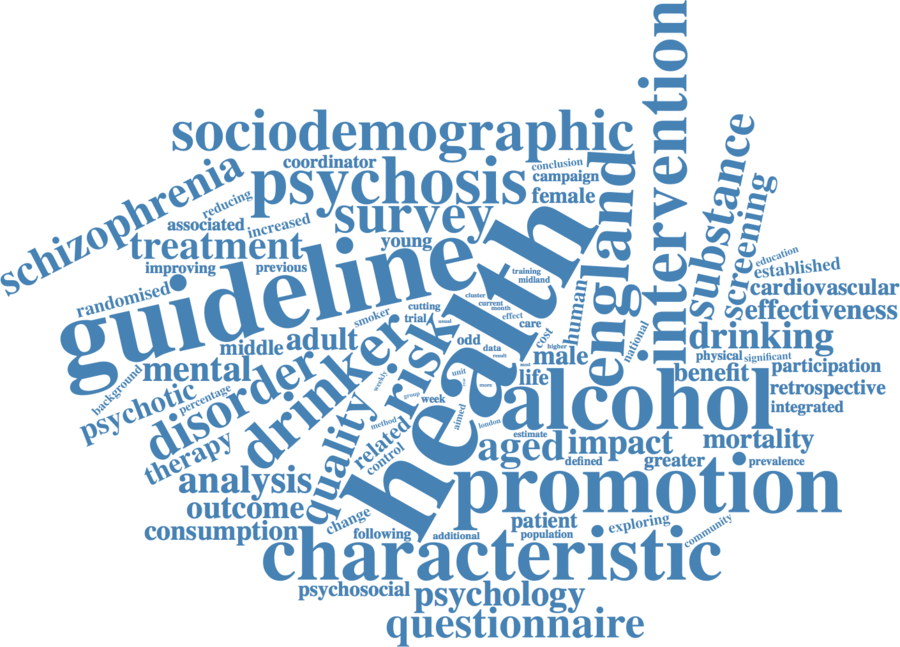 intervention
sociodemographic
substance
coordinator
conclusion
england
schizophrenia
psychosis
campaign
screening
reducing
female
associated
increased
survey
health
treatment
young
education
improving
previous
guideline
training
midland
established
human
cardiovascular
randomised
cluster
current
month
cutting
smoker
trial
effect
care
cost
effectiveness
national
drinking
middle
adult
risk
odd
data
result
higher
male
physical
significant
background
mental
disorder
drinker
unit
life
benefit
participation
psychotic
percentage
weekly
group
week
more
alcohol
retrospective
integrated
aimed
london
method
therapy
quality
related
control
estimate
aged
impact
mortality
analysis
defined
greater
prevalence
outcome
promotion
consumption
change
following
additional
patient
population
exploring
community
characteristic
psychosocial
psychology
questionnaire